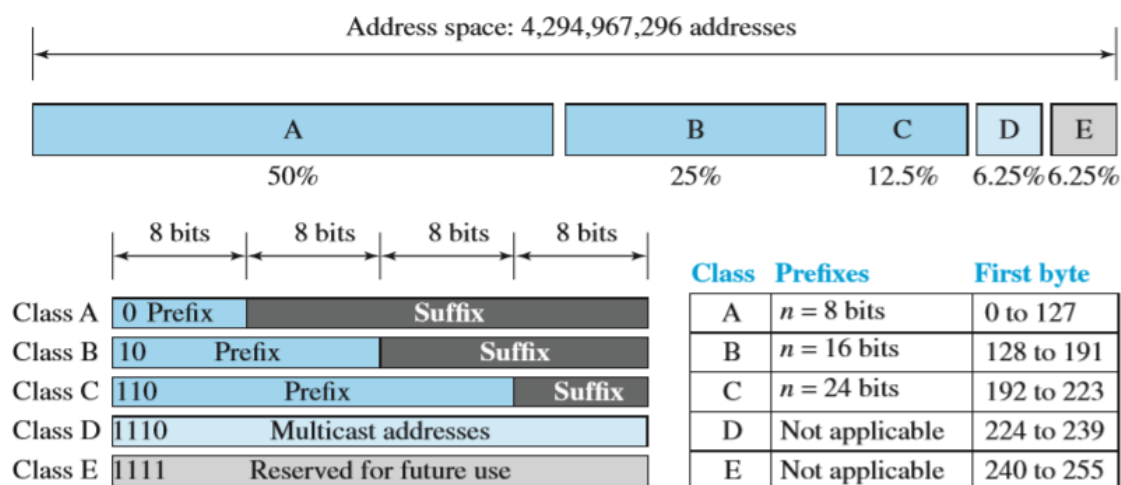 Address space: 4,294,967,296 addresses
A B C D E
50% 25% 12.5% 6.25% 6.25%
8 bits 8 bits 8 bits 8 bits
Class A 0 Prefix Suffix
Class B 10 Prefix Suffix
Class C 110 Prefix Suffix
Class D 1110 Multicast addresses
Class E 1111 Reserved for future use
Class Prefixes First byte
A n = 8 bits 0 to 127
B n = 16 bits 128 to 191
C n = 24 bits 192 to 223
D Not applicable 224 to 239
E Not applicable 240 to 255